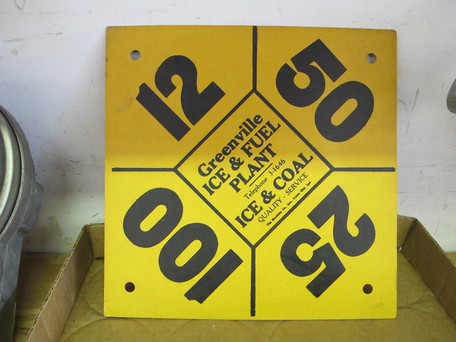 12
50
Greenville
ICE & FUEL
PLANT
Telephone 3-1646
ICE & COAL
QUALITY - SERVICE
100
25